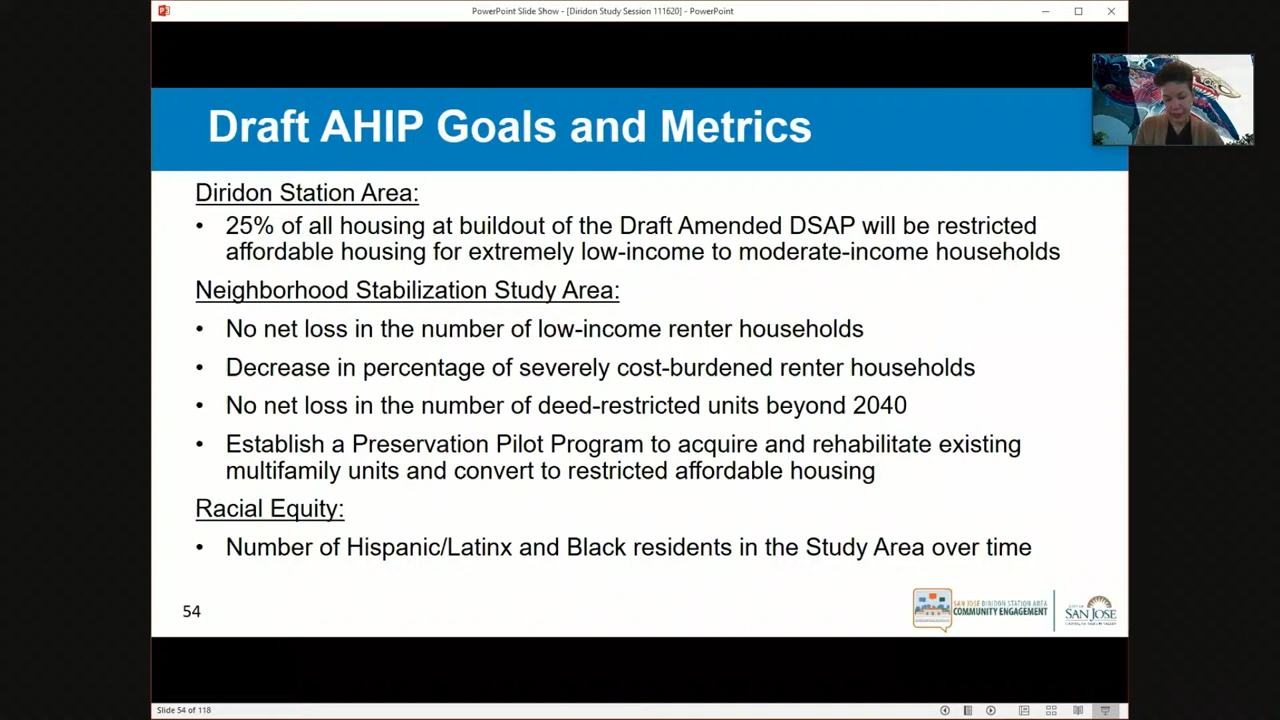 PowerPoint Slide Show - [Diridon Study Session 111620] - PowerPoint
Draft AHIP Goals and Metrics
Diridon Station Area:
• 25% of all housing at buildout of the Draft Amended DSAP will be restricted
affordable housing for extremely low-income to moderate-income households
Neighborhood Stabilization Study Area:
• No net loss in the number of low-income renter households
• Decrease in percentage of severely cost-burdened renter households
• No net loss in the number of deed-restricted units beyond 2040
• Establish a Preservation Pilot Program to acquire and rehabilitate existing
multifamily units and convert to restricted affordable housing
Racial Equity:
• Number of Hispanic/Latinx and Black residents in the Study Area over time
54
SAN JOSE DIRIDON STATION AREA
COMMUNITY ENGAGEMENT
CITY OF
SAN JOSE
Slide 54 of 118